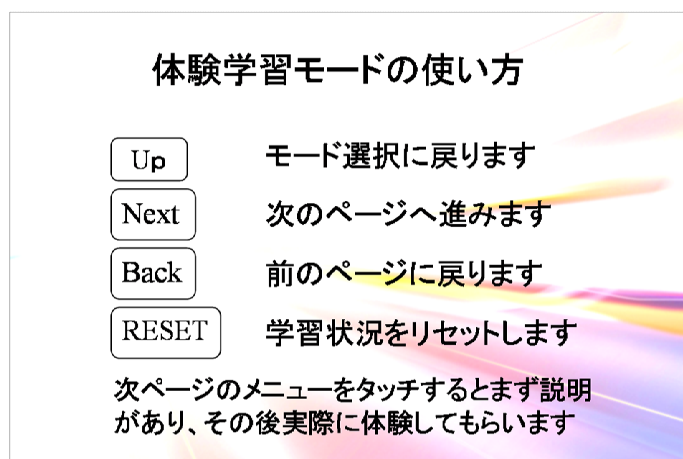 体験学習モードの使い方
Up モード選択に戻ります
Next 次のページへ進みます
Back 前のページに戻ります
RESET 学習状況をリセットします
次ページのメニューをタッチするとまず説明
があり、その後実際に体験してもらいます